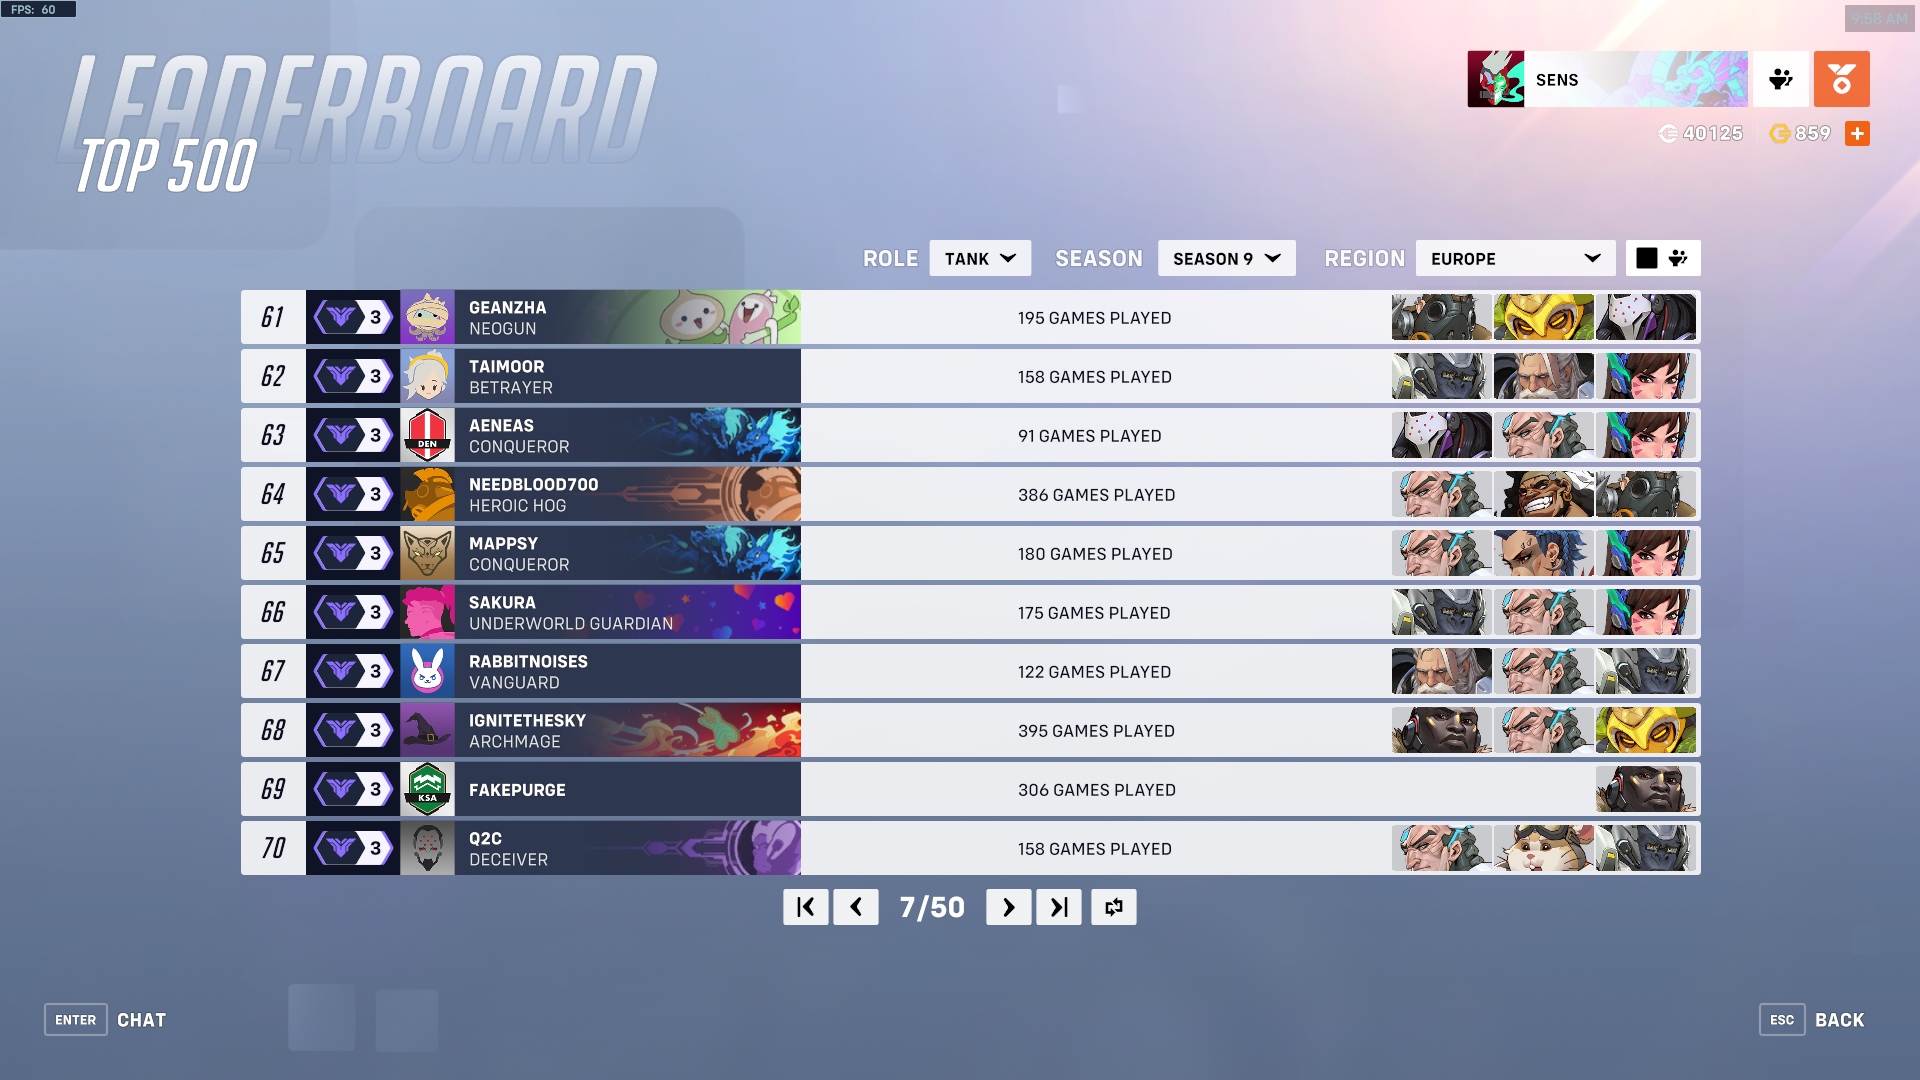 FPS: 60
9:58 AM
LEADERBOARD
TOP 500
SENS
40125
859
ROLE
TANK
SEASON
SEASON 9
REGION
EUROPE
61
3
GEANZHA
NEOGUN
195 GAMES PLAYED
62
3
TAIMOOR
BETRAYER
158 GAMES PLAYED
63
3
DEN
AENEAS
CONQUEROR
91 GAMES PLAYED
64
3
NEEDBLOOD700
HEROIC HOG
386 GAMES PLAYED
65
3
MAPPSY
CONQUEROR
180 GAMES PLAYED
66
3
SAKURA
UNDERWORLD GUARDIAN
175 GAMES PLAYED
67
3
RABBITNOISES
VANGUARD
122 GAMES PLAYED
68
3
IGNITETHESKY
ARCHMAGE
395 GAMES PLAYED
69
3
KSA
FAKEPURGE
306 GAMES PLAYED
70
3
Q2C
DECEIVER
158 GAMES PLAYED
7/50
ENTER
CHAT
ESC
BACK